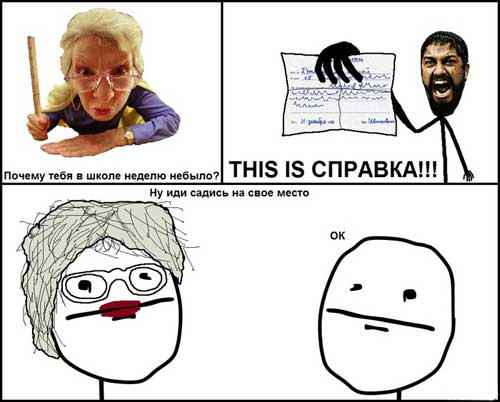 Почему тебя в школе неделю небыло?
THIS IS СПРАВКА!!!
Ну иди садись на свое место
ОК